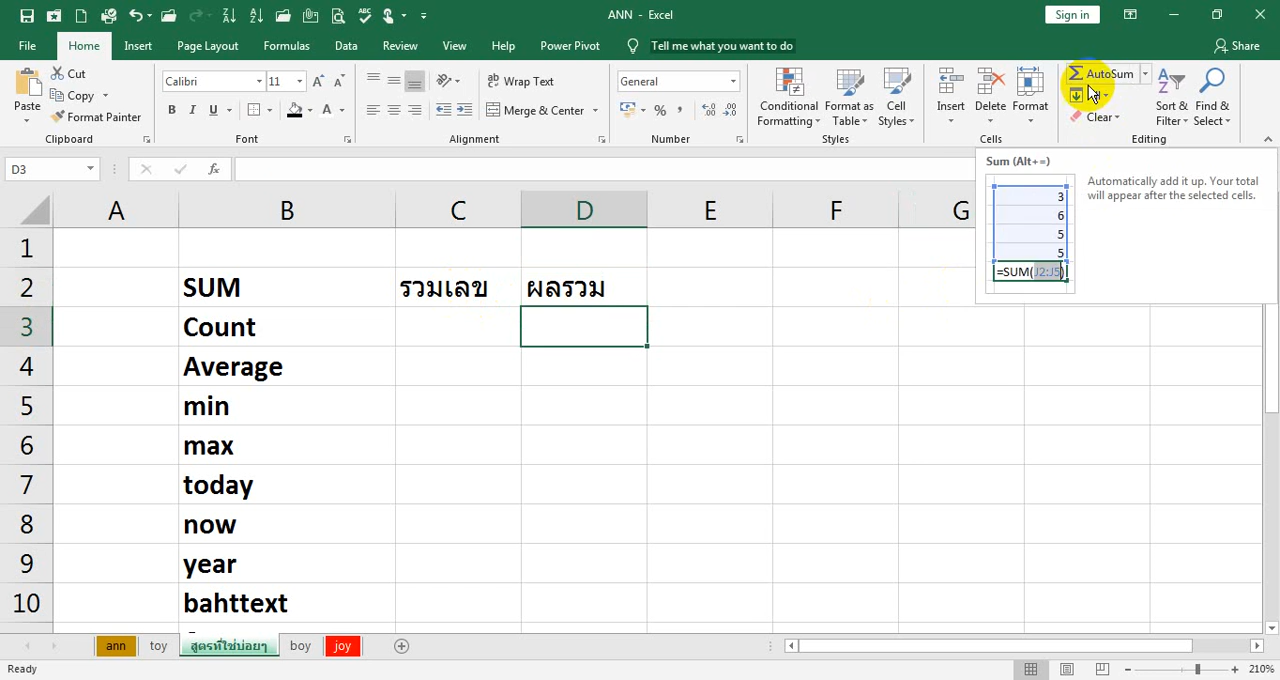 ANN - Excel
Sign in
File Home Insert Page Layout Formulas Data Review View Help Power Pivot Tell me what you want to do Share
Paste
Cut
Copy
Format Painter
Clipboard
Calibri 11
B I U
Font
Wrap Text
Merge & Center
Alignment
General
Number
Conditional Formatting
Format as Table
Cell Styles
Styles
Insert Delete Format
Cells
AutoSum
Clear
Sort & Filter
Find & Select
Editing
D3
fx
Sum (Alt+=)
3
6
5
5
=SUM(J2:J5)
Automatically add it up. Your total
will appear after the selected cells.
A B C D E F G
1
2 SUM รวมเลข ผลรวม
3 Count
4 Average
5 min
6 max
7 today
8 now
9 year
10 bahttext
ann toy สูตรที่ใช่บ่อยๆ boy joy
Ready
210%